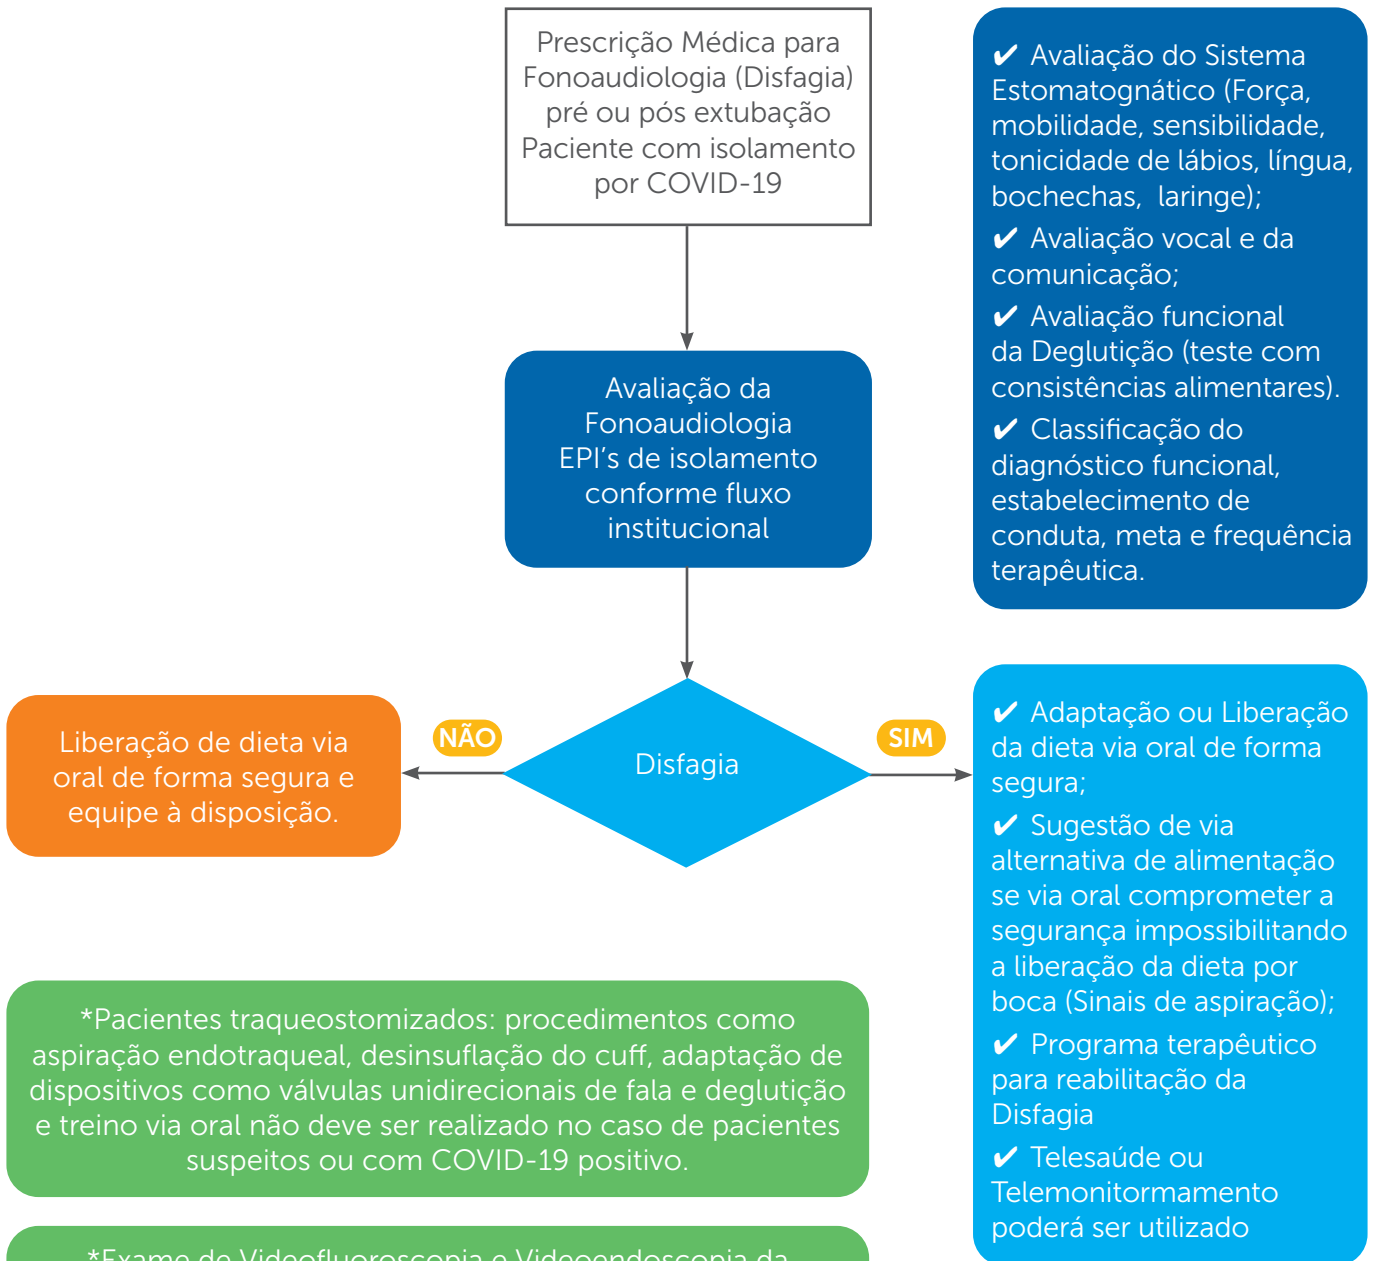 Prescrição Médica para
Fonoaudiologia (Disfagia)
pré ou pós extubação
Paciente com isolamento
por COVID-19
Avaliação da
Fonoaudiologia
EPI’s de isolamento
conforme fluxo
institucional
✔ Avaliação do Sistema
Estomatognático (Força,
mobilidade, sensibilidade,
tonicidade de lábios, língua,
bochechas, laringe);
✔ Avaliação vocal e da
comunicação;
✔ Avaliação funcional
da Deglutição (teste com
consistências alimentares).
✔ Classificação do
diagnóstico funcional,
estabelecimento de
conduta, meta e frequência
terapêutica.
Disfagia
NÃO
Liberação de dieta via
oral de forma segura e
equipe à disposição.
SIM
✔ Adaptação ou Liberação
da dieta via oral de forma
segura;
✔ Sugestão de via
alternativa de alimentação
se via oral comprometer a
segurança impossibilitando
a liberação da dieta por
boca (Sinais de aspiração);
✔ Programa terapêutico
para reabilitação da
Disfagia
✔ Telesaúde ou
Telemonitormamento
poderá ser utilizado
*Pacientes traqueostomizados: procedimentos como
aspiração endotraqueal, desinsuflação do cuff, adaptação de
dispositivos como válvulas unidirecionais de fala e deglutição
e treino via oral não deve ser realizado no caso de pacientes
suspeitos ou com COVID-19 positivo.
*Exame de Videofluoroscopia e Videoendoscopia da